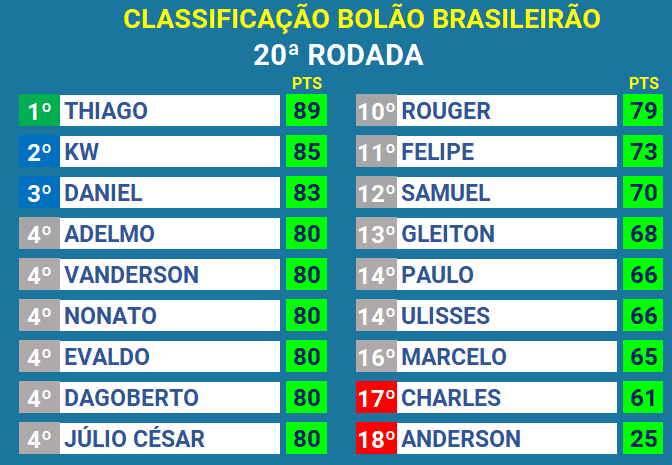 CLASSIFICAÇÃO BOLÃO BRASILEIRÃO
20ª RODADA
PTS
1º THIAGO 89
2º KW 85
3º DANIEL 83
4º ADELMO 80
4º VANDERSON 80
4º NONATO 80
4º EVALDO 80
4º DAGOBERTO 80
4º JÚLIO CÉSAR 80
PTS
10º ROUGER 79
11º FELIPE 73
12º SAMUEL 70
13º GLEITON 68
14º PAULO 66
14º ULISSES 66
16º MARCELO 65
17º CHARLES 61
18º ANDERSON 25